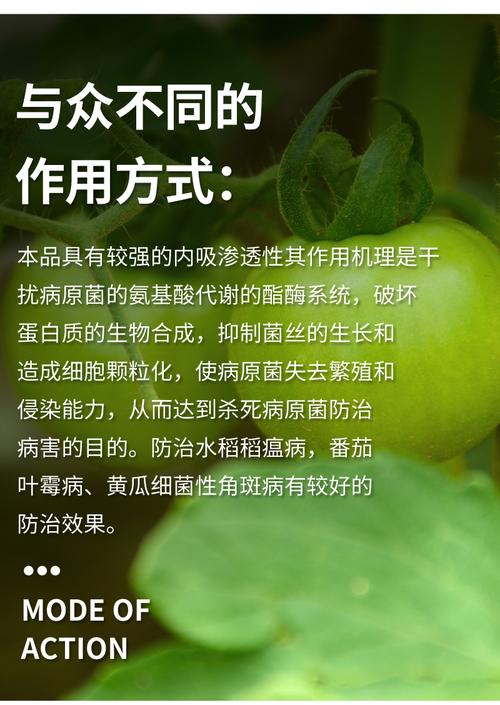 与众不同的
作用方式：
本品具有较强的内吸渗透性其作用机理是干
扰病原菌的氨基酸代谢的酯酶系统，破坏
蛋白质的生物合成，抑制菌丝的生长和
造成细胞颗粒化，使病原菌失去繁殖和
侵染能力，从而达到杀死病原菌防治
病害的目的。防治水稻稻瘟病，番茄
叶霉病、黄瓜细菌性角斑病有较好的
防治效果。
MODE OF
ACTION